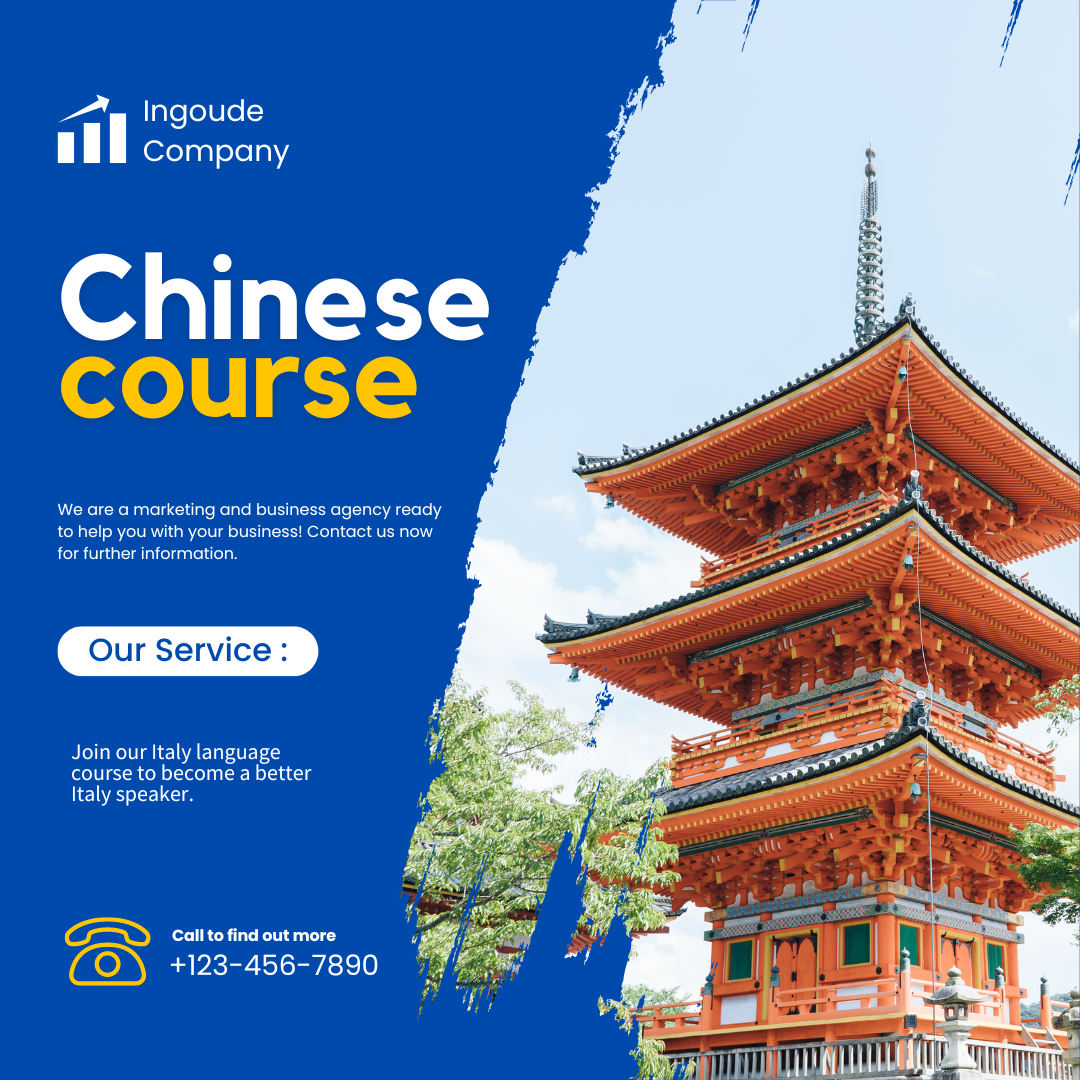 Ingoude
Company
Chinese
course
We are a marketing and business agency ready
to help you with your business! Contact us now
for further information.
Our Service :
Join our Italy language
course to become a better
Italy speaker.
Call to find out more
+123-456-7890